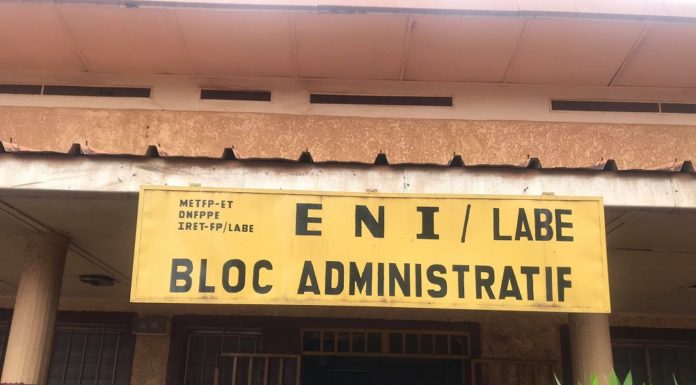 METFP-ET
DNFPPE
IRET-FP/LABE
E N I / LABE
BLOC ADMINISTRATIF